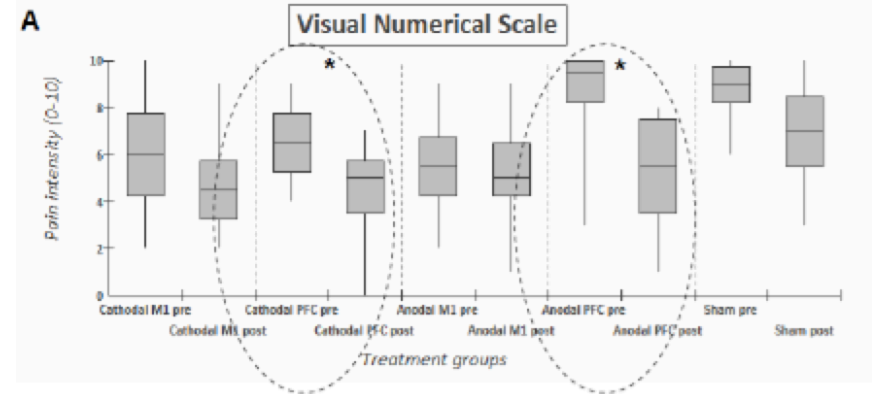 A
Visual Numerical Scale
Pain intensity (0-10)
10
8
6
4
2
0
* *
Cathodal M1 pre Cathodal PFC pre Anodal M1 pre Anodal PFC pre Sham pre
Cathodal M1 post Cathodal PFC post Anodal M1 post Anodal PFC post Sham post
Treatment groups